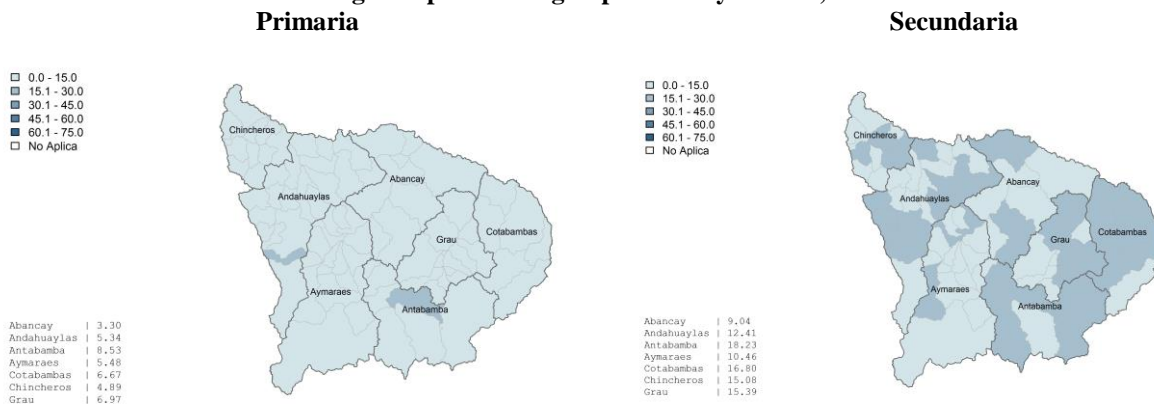 Primaria
Secundaria
0.0 - 15.0
15.1 - 30.0
30.1 - 45.0
45.1 - 60.0
60.1 - 75.0
No Aplica
Chincheros
Andahuaylas
Abancay
Cotabambas
Grau
Aymaraes
Antabamba
Abancay | 3.30
Andahuaylas | 5.34
Antabamba | 8.53
Aymaraes | 5.48
Cotabambas | 6.67
Chincheros | 4.89
Grau | 6.97
0.0 - 15.0
15.1 - 30.0
30.1 - 45.0
45.1 - 60.0
60.1 - 75.0
No Aplica
Chincheros
Andahuaylas
Abancay
Cotabambas
Grau
Aymaraes
Antabamba
Abancay | 9.04
Andahuaylas | 12.41
Antabamba | 18.23
Aymaraes | 10.46
Cotabambas | 16.80
Chincheros | 15.08
Grau | 15.39